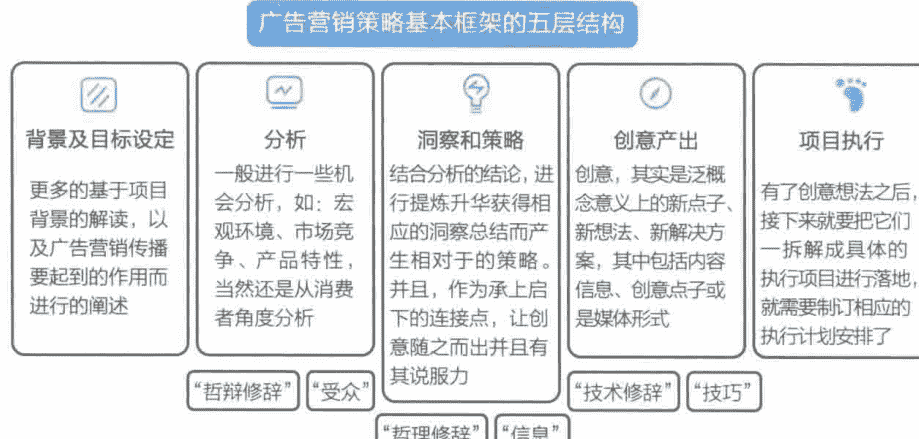 广告营销策略基本框架的五层结构
背景及目标设定
更多的基于项目
背景的解读，以
及广告营销传播
要起到的作用而
进行的阐述
分析
一般进行一些机
会分析，如：宏
观环境、市场竞
争、产品特性，
当然还是从消费
者角度分析
洞察和策略
结合分析的结论，进
行提炼升华获得相
应的洞察总结而产
生相对于的策略。
并且，作为承上启
下的连接点，让创
意随之而出并且有
其说服力
创意产出
创意，其实是泛概
念意义上的新点子、
新想法、新解决方
案，其中包括内容
信息、创意点子或
是媒体形式
项目执行
有了创意想法之后，
接下来就要把它们
一拆解成具体的
执行项目进行落地，
就需要制订相应的
执行计划安排了
“哲辩修辞”
“受众”
“技术修辞”
“技巧”
“哲理修辞”
“信息”